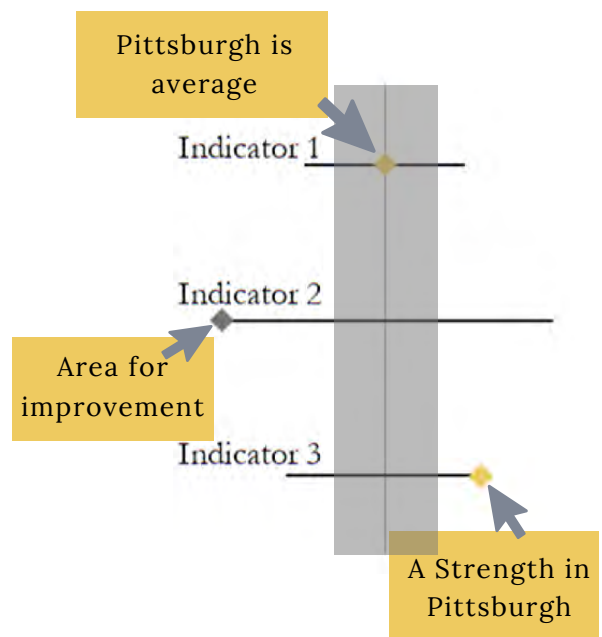 Pittsburgh is
average
Indicator 1
Indicator 2
Area for
improvement
Indicator 3
A Strength in
Pittsburgh